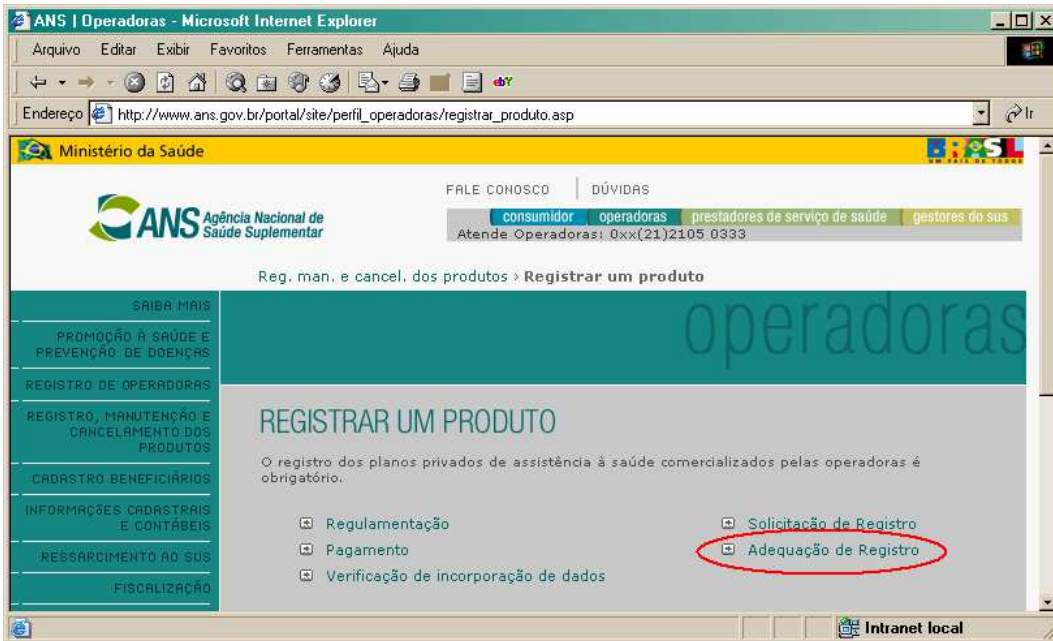 ANS | Operadoras - Microsoft Internet Explorer
Arquivo Editar Exibir Favoritos Ferramentas Ajuda
Endereço http://www.ans.gov.br/portal/site/perfil_operadoras/registrar_produto.asp Ir
Ministério da Saúde
BRASIL
UM PAÍS DE TODOS
FALE CONOSCO DÚVIDAS
ANS Agência Nacional de
Saúde Suplementar
consumidor operadoras prestadores de serviço de saúde gestores do sus
Atende Operadoras: 0xx(21)2105 0333
Reg. man. e cancel. dos produtos > Registrar um produto
operadoras
SAIBA MAIS
PROMOÇÃO À SAÚDE E
PREVENÇÃO DE DOENÇAS
REGISTRO DE OPERADORAS
REGISTRO, MANUTENÇÃO E
CANCELAMENTO DOS
PRODUTOS
CADASTRO BENEFICIÁRIOS
INFORMAÇÕES CADASTRAIS
E CONTÁBEIS
RESSARCIMENTO AO SUS
FISCALIZAÇÃO
REGISTRAR UM PRODUTO
O registro dos planos privados de assistência à saúde comercializados pelas operadoras é
obrigatório.
Regulamentação
Pagamento
Verificação de incorporação de dados
Solicitação de Registro
Adequação de Registro
Intranet local